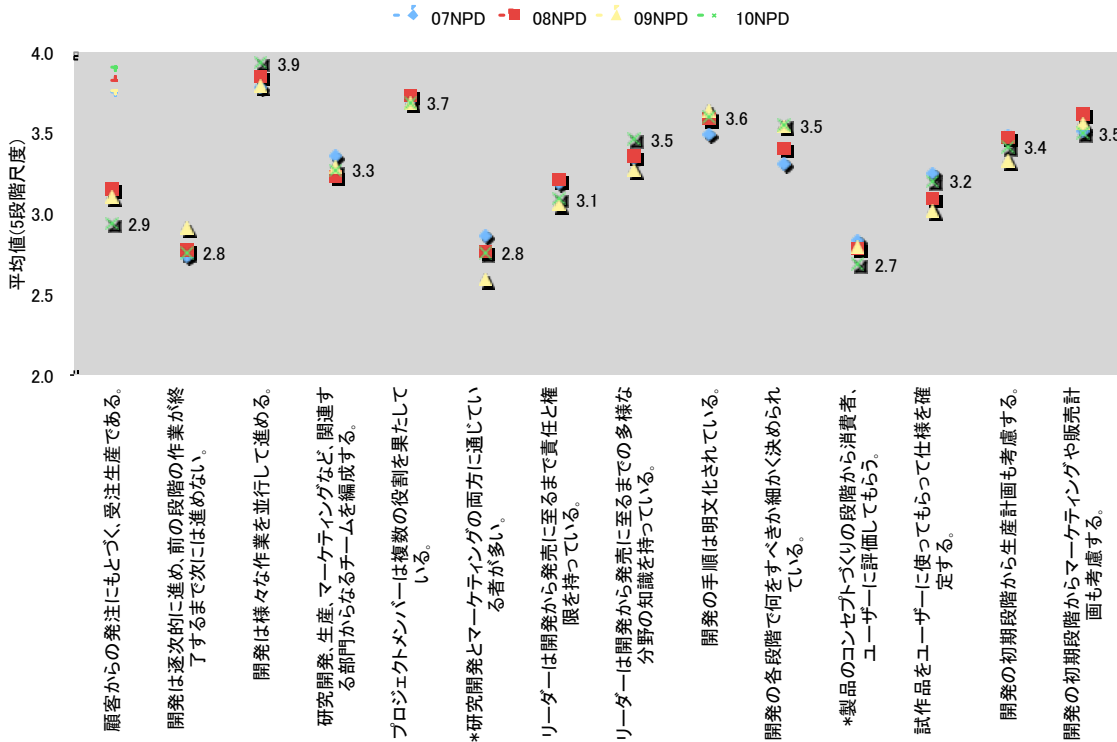 07NPD 08NPD 09NPD 10NPD
平均値(5段階尺度)
4.0
3.5
3.0
2.5
2.0
2.9
2.8
3.9
3.3
3.7
2.8
3.1
3.5
3.6
3.5
2.7
3.2
3.4
3.5
顧客からの発注にもとづく、受注生産である。
開発は逐次的に進め、前の段階の作業が終
了するまで次には進めない。
開発は様々な作業を並行して進める。
研究開発、生産、マーケティングなど、関連す
る部門からなるチームを編成する。
プロジェクトメンバーは複数の役割を果たして
いる。
*研究開発とマーケティングの両方に通じてい
る者が多い。
リーダーは開発から発売に至るまで責任と権
限を持っている。
リーダーは開発から発売に至るまでの多様な
分野の知識を持っている。
開発の手順は明文化されている。
開発の各段階で何をすべきか細かく決められ
ている。
*製品のコンセプトづくりの段階から消費者、
ユーザーに評価してもらう。
試作品をユーザーに使ってもらって仕様を確
定する。
開発の初期段階から生産計画も考慮する。
開発の初期段階からマーケティングや販売計
画も考慮する。